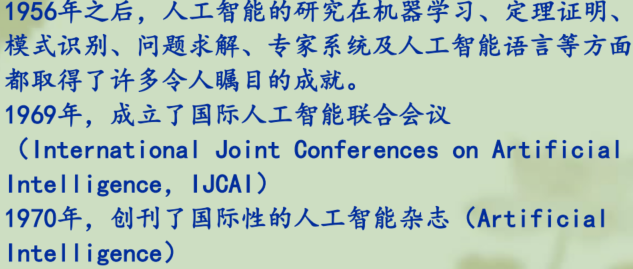 1956年之后，人工智能的研究在机器学习、定理证明、
模式识别、问题求解、专家系统及人工智能语言等方面
都取得了许多令人瞩目的成就。
1969年，成立了国际人工智能联合会议
（International Joint Conferences on Artificial
Intelligence, IJCAI）
1970年，创刊了国际性的人工智能杂志（Artificial
Intelligence）